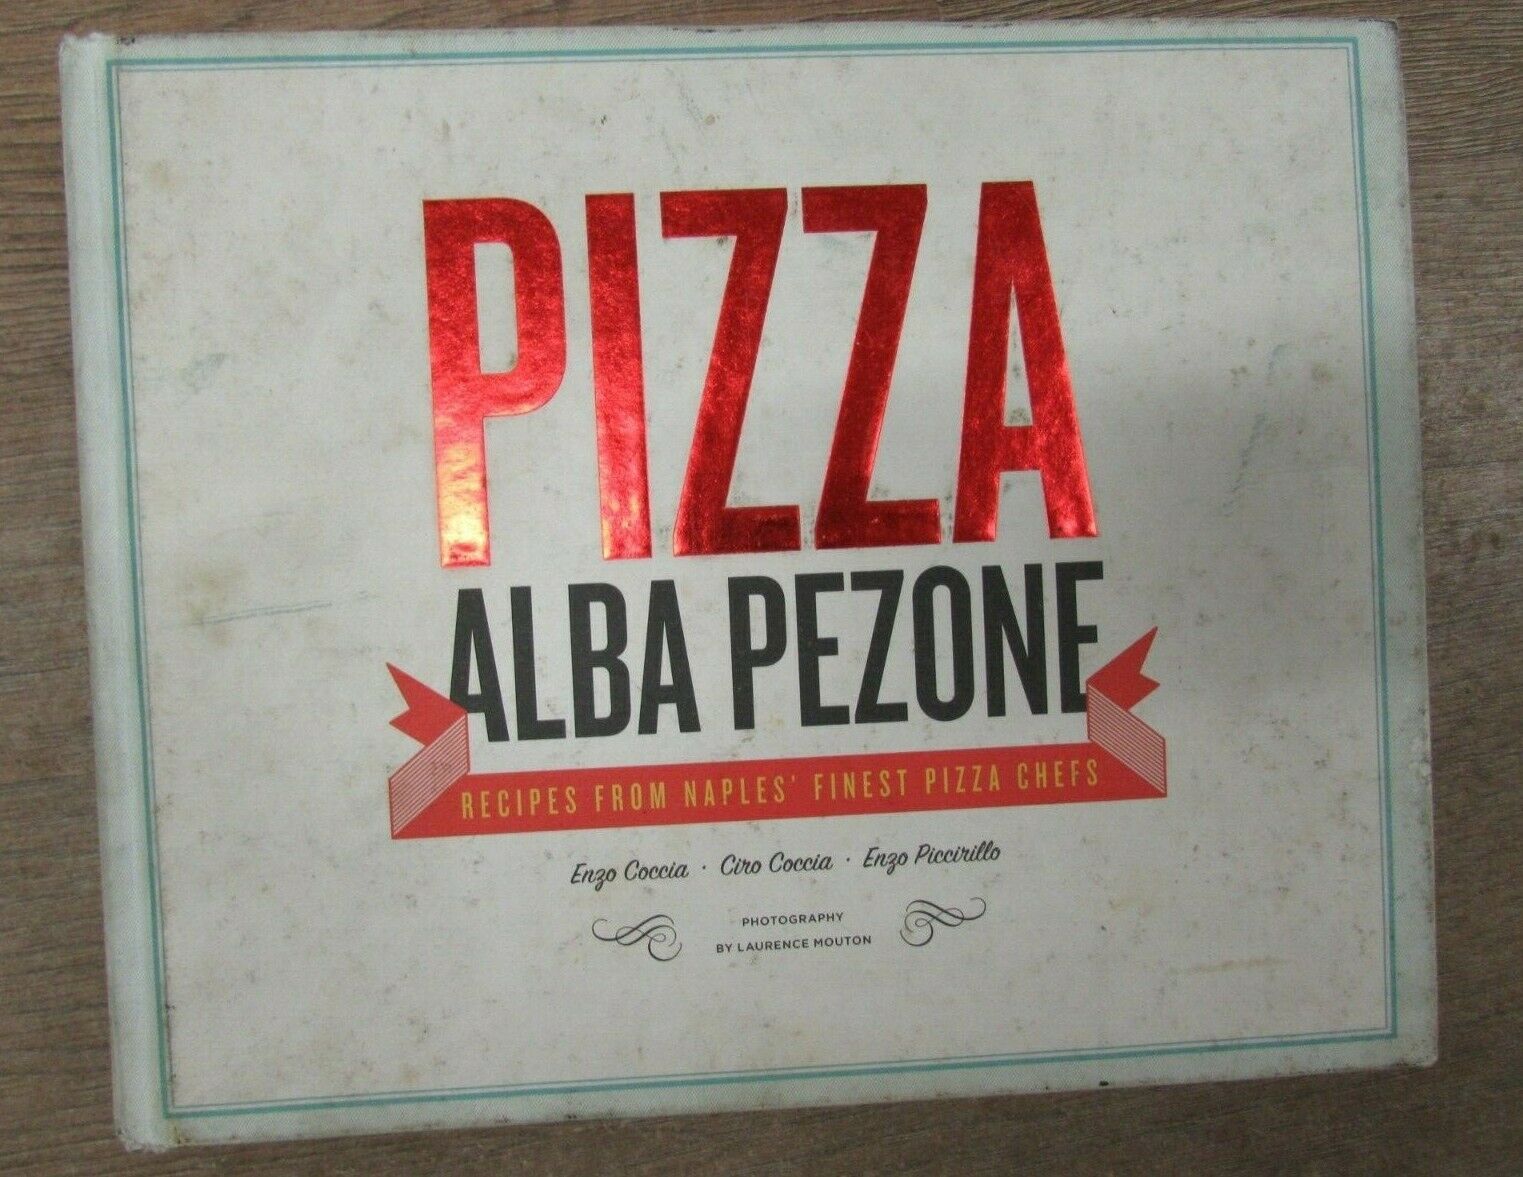 PIZZA
ALBA PEZONE
RECIPES FROM NAPLES' FINEST PIZZA CHEFS
Enzo Coccia · Ciro Coccia · Enzo Piccirillo
PHOTOGRAPHY
BY LAURENCE MOUTON